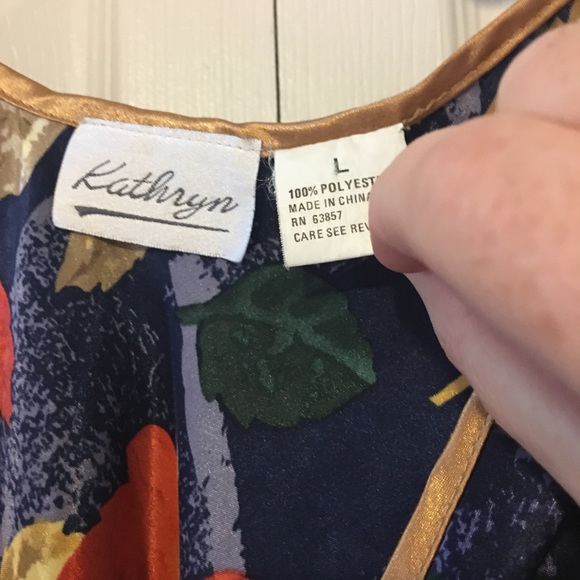 Kathryn
L
100% POLYEST
MADE IN CHINA
RN 63857
CARE SEE REV